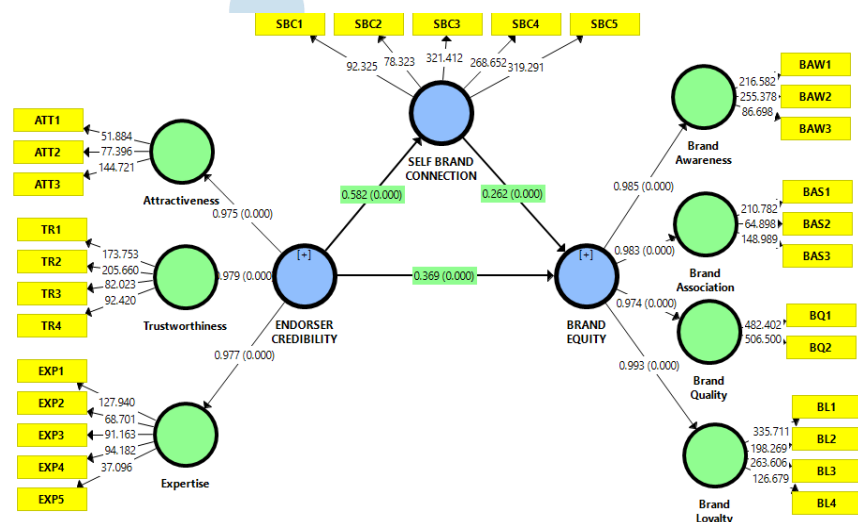 SBC1
SBC2
SBC3
SBC4
SBC5
92.325
78.323
321.412
268.652
319.291
SELF BRAND
CONNECTION
ATT1
ATT2
ATT3
51.884
77.396
144.721
Attractiveness
0.975 (0.000)
0.582 (0.000)
0.262 (0.000)
TR1
TR2
TR3
TR4
173.753
205.660
82.023
92.420
Trustworthiness
0.979 (0.000)
[+]
ENDORSER
CREDIBILITY
0.369 (0.000)
[+]
BRAND
EQUITY
EXP1
EXP2
EXP3
EXP4
EXP5
127.940
68.701
91.163
94.182
37.096
Expertise
0.977 (0.000)
BAW1
BAW2
BAW3
216.582
255.378
86.698
Brand
Awareness
0.985 (0.000)
BAS1
BAS2
BAS3
210.782
64.898
148.989
Brand
Association
0.983 (0.000)
BQ1
BQ2
482.402
506.500
Brand
Quality
0.974 (0.000)
BL1
BL2
BL3
BL4
335.711
198.269
263.606
126.679
Brand
Loyalty
0.993 (0.000)